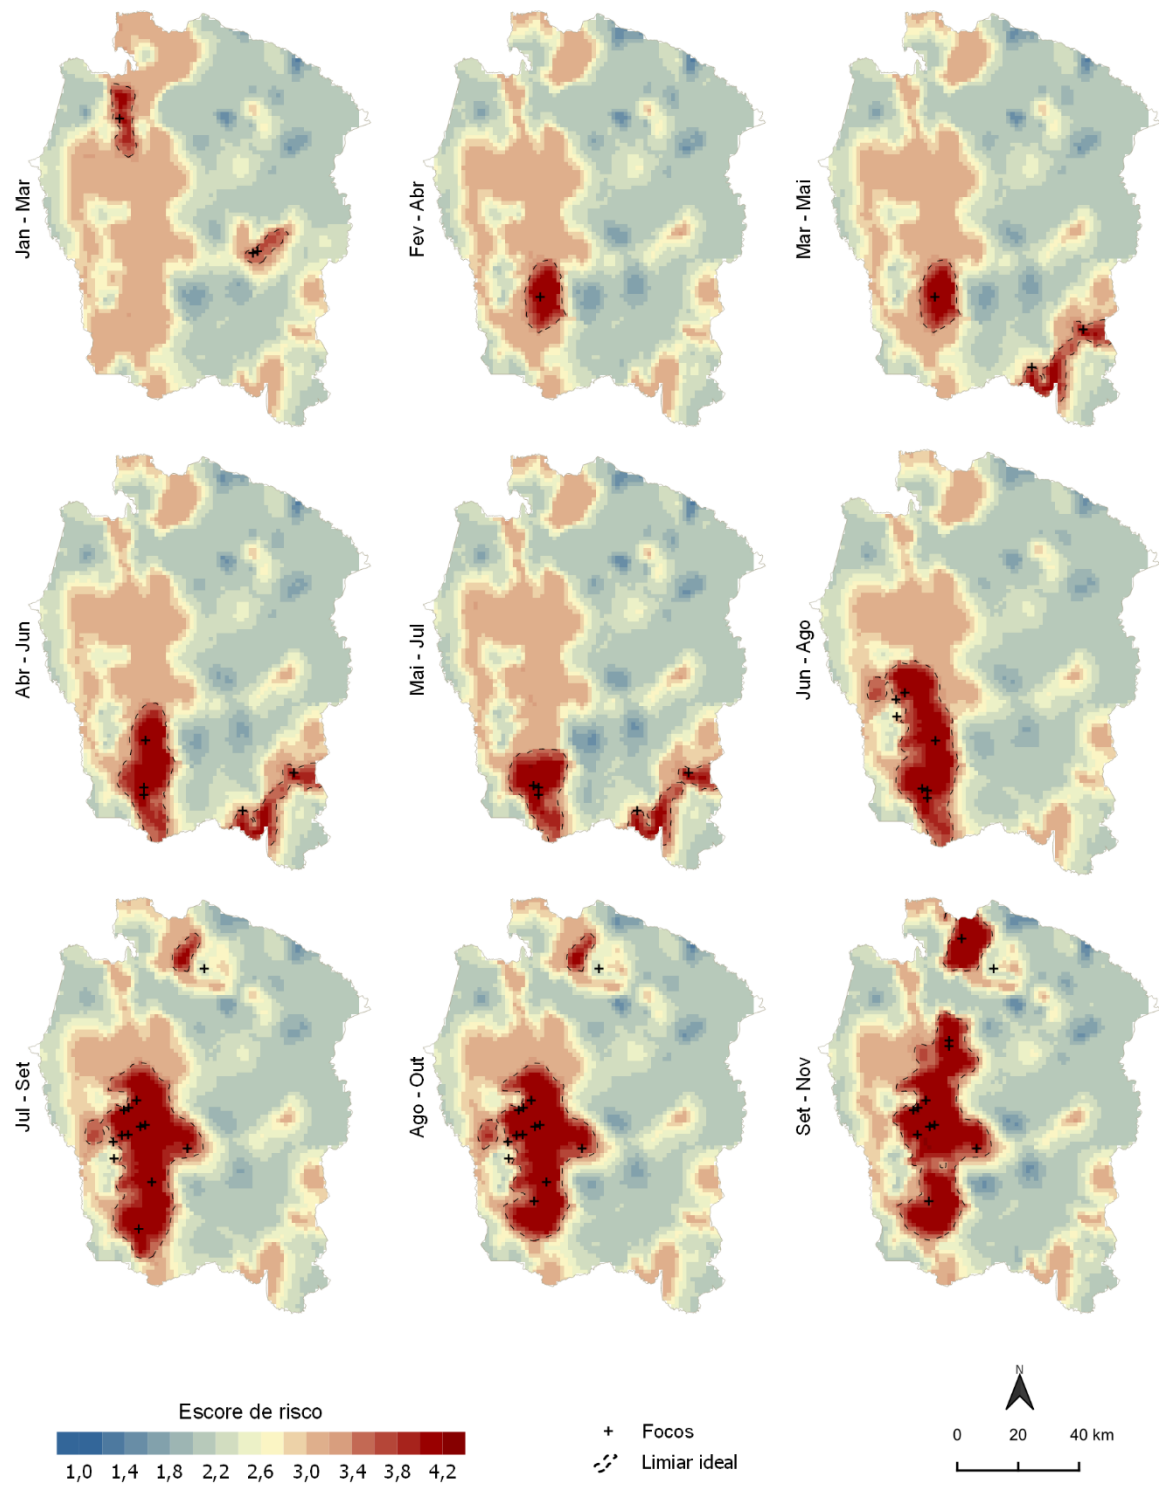 Jan - Mar
Fev - Abr
Mar - Mai
Abr - Jun
Mai - Jul
Jun - Ago
Jul - Set
Ago - Out
Set - Nov
Escore de risco
1,0 1,4 1,8 2,2 2,6 3,0 3,4 3,8 4,2
Focos
Limiar ideal
N
0 20 40 km